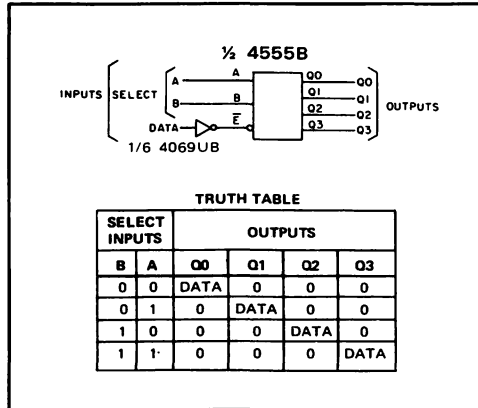 ½ 4555B
INPUTS SELECT A A Q0 Q0
B B Q1 Q1
Q2 Q2
DATA E̅ Q3 Q3
OUTPUTS
1/6 4069UB
TRUTH TABLE
SELECT INPUTS OUTPUTS
B A Q0 Q1 Q2 Q3
0 0 DATA 0 0 0
0 1 0 DATA 0 0
1 0 0 0 DATA 0
1 1 0 0 0 DATA